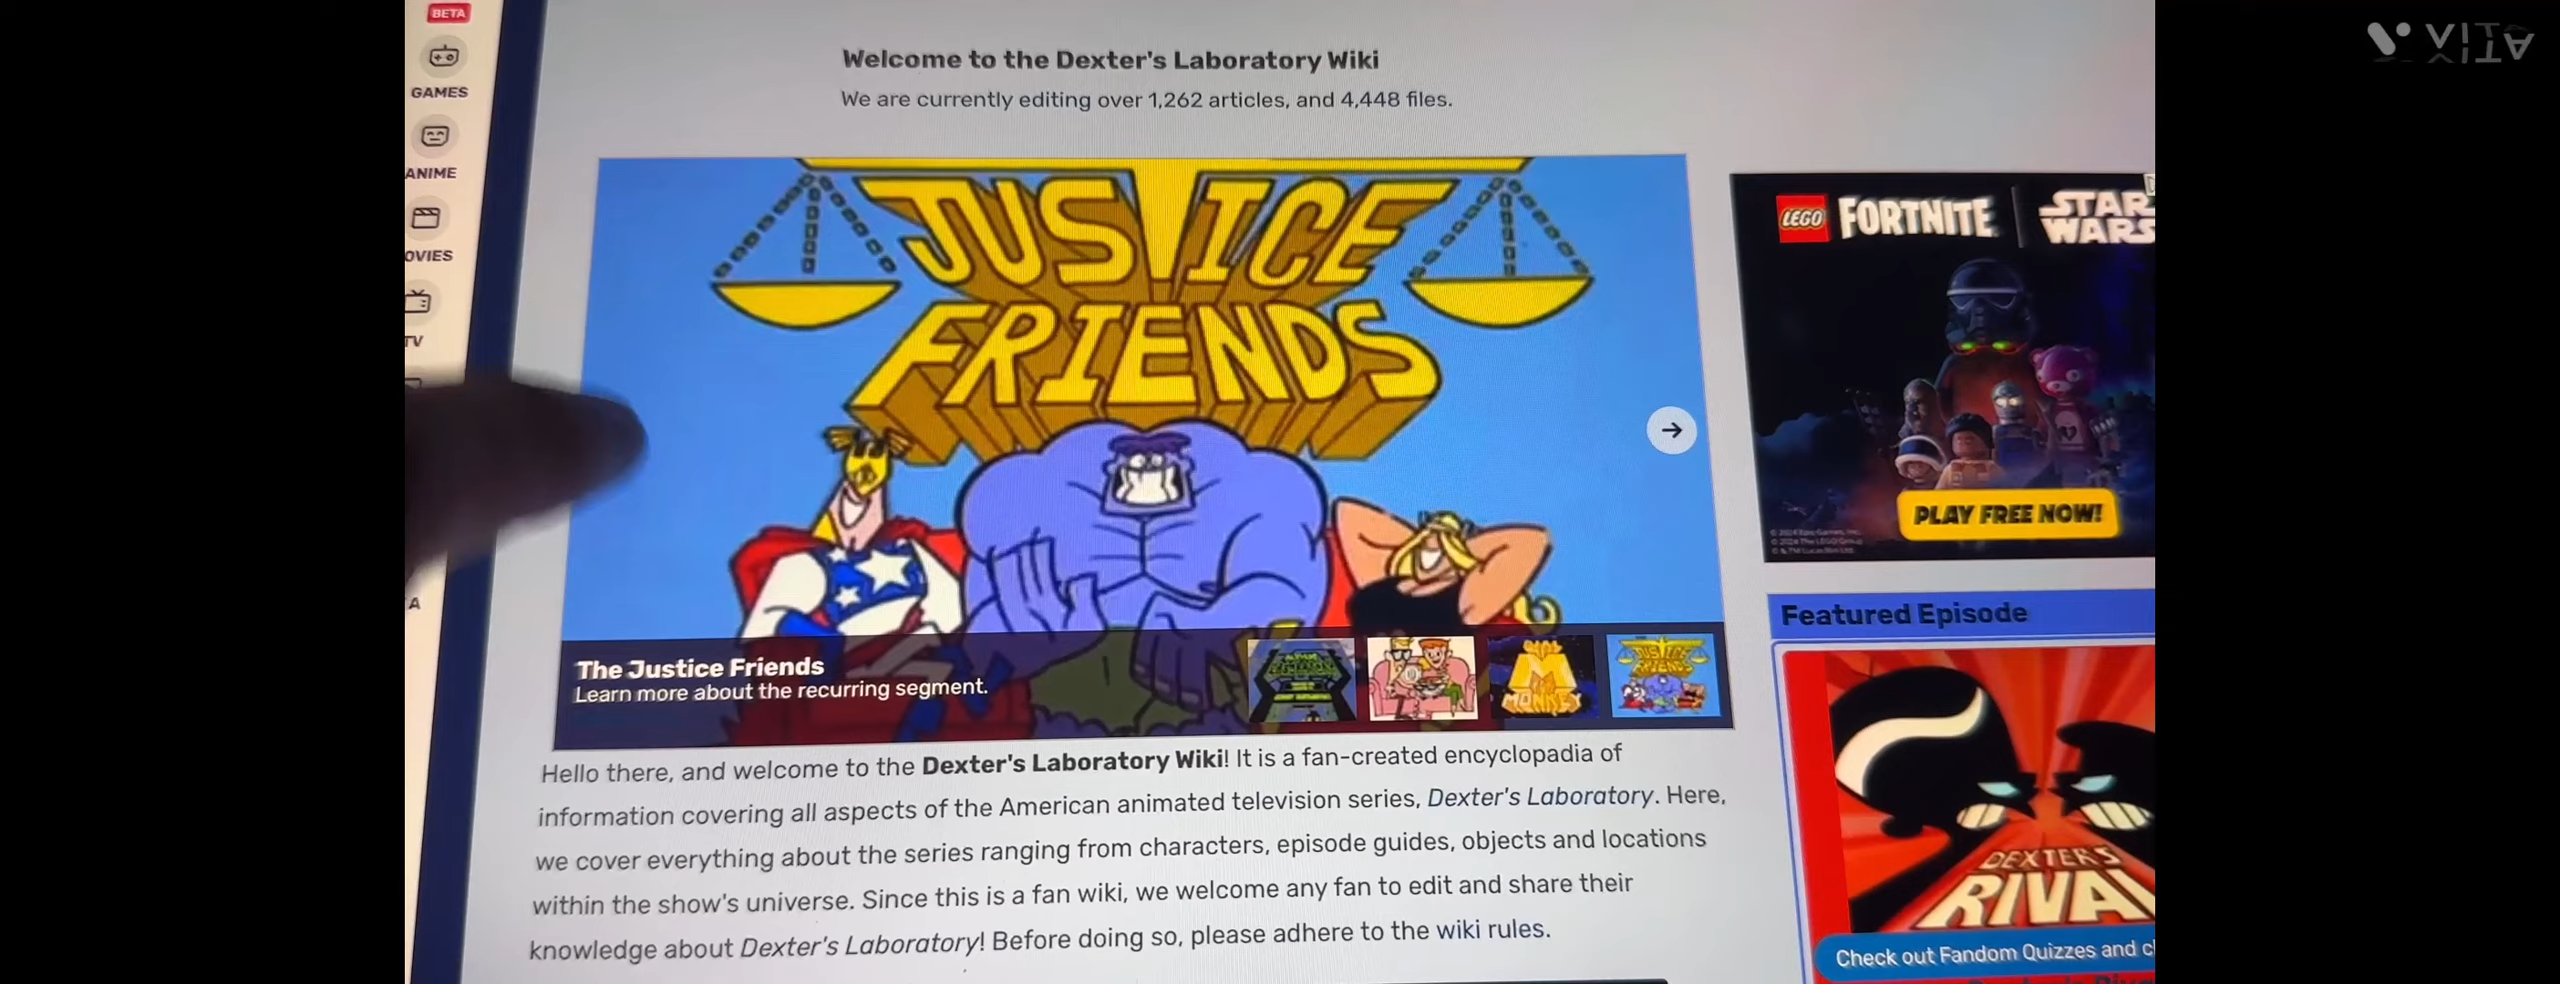 BETA
GAMES
ANIME
OVIES
TV
A
VITA
Welcome to the Dexter's Laboratory Wiki
We are currently editing over 1,262 articles, and 4,448 files.
JUSTICE
FRIENDS
The Justice Friends
Learn more about the recurring segment.
MONKEY
JUSTICE
FRIENDS
Hello there, and welcome to the Dexter's Laboratory Wiki! It is a fan-created encyclopadia of
information covering all aspects of the American animated television series, Dexter's Laboratory. Here,
we cover everything about the series ranging from characters, episode guides, objects and locations
within the show's universe. Since this is a fan wiki, we welcome any fan to edit and share their
knowledge about Dexter's Laboratory! Before doing so, please adhere to the wiki rules.
LEGO FORTNITE STAR
WARS
PLAY FREE NOW!
Featured Episode
DEXTER'S
RIVAL
Check out Fandom Quizzes and c